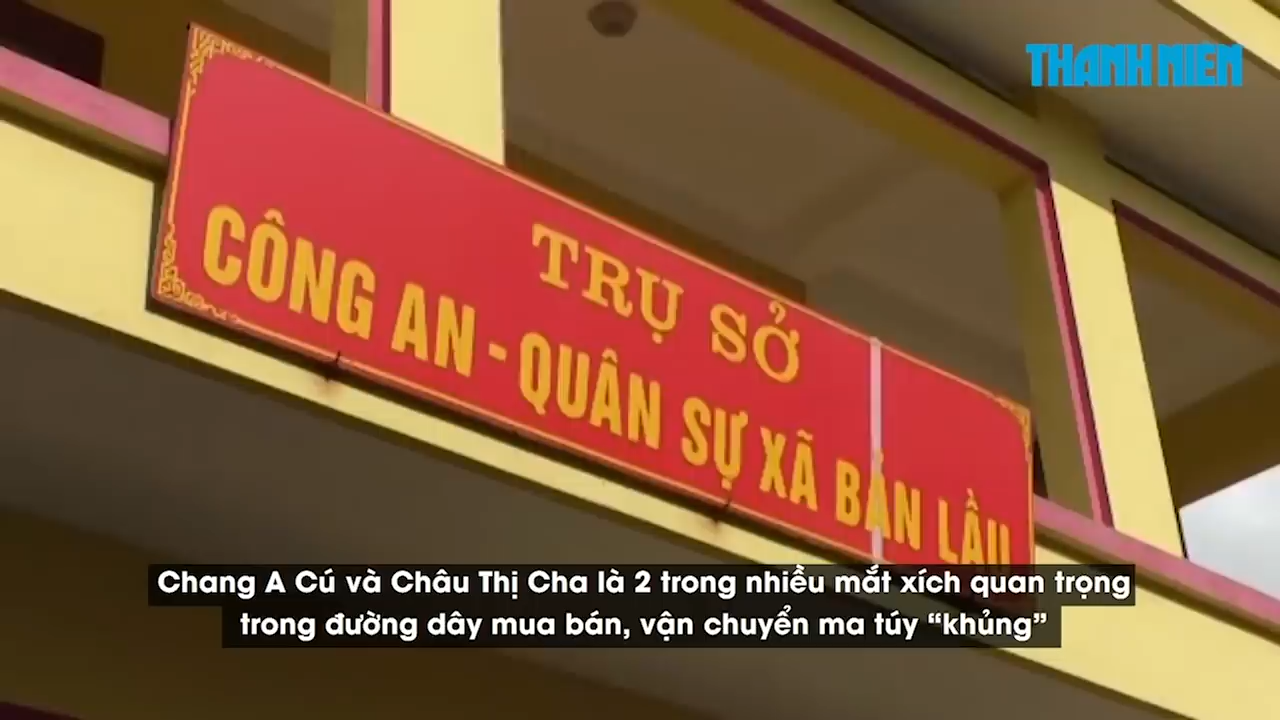 THANH NIEN
TRỤ SỞ
CÔNG AN - QUÂN SỰ XÃ BẢN LẦU
Chang A Cú và Châu Thị Cha là 2 trong nhiều mắt xích quan trọng
trong đường dây mua bán, vận chuyển ma túy “khủng”